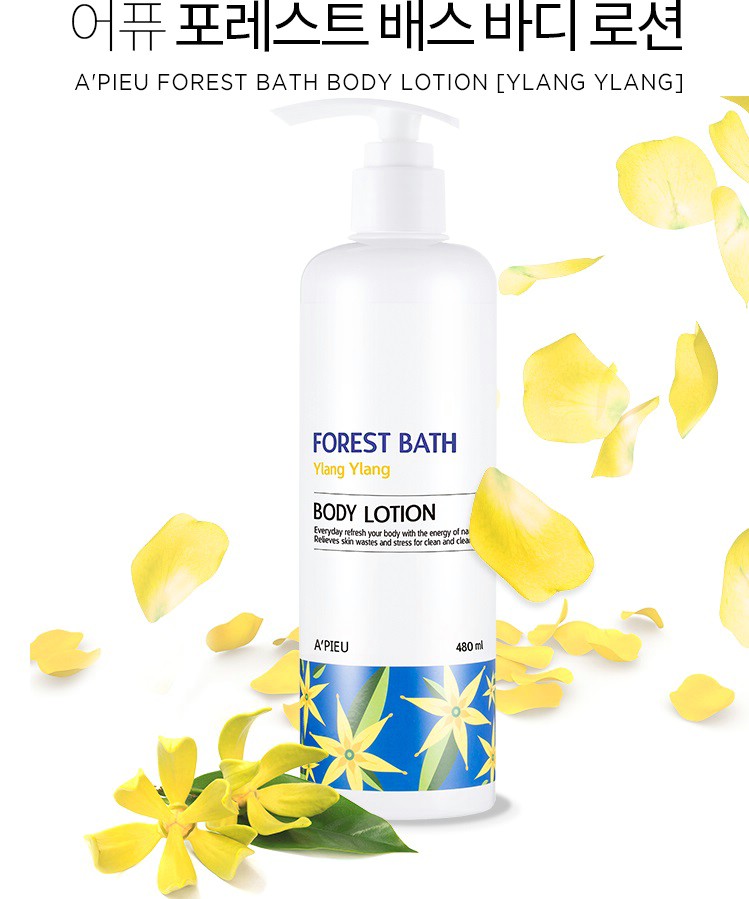 어퓨 포레스트 배스 바디 로션
A'PIEU FOREST BATH BODY LOTION [YLANG YLANG]
FOREST BATH
Ylang Ylang
BODY LOTION
Everyday refresh your body with the energy of
Relieves skin wastes and stress for clean and
A'PIEU 480 ml